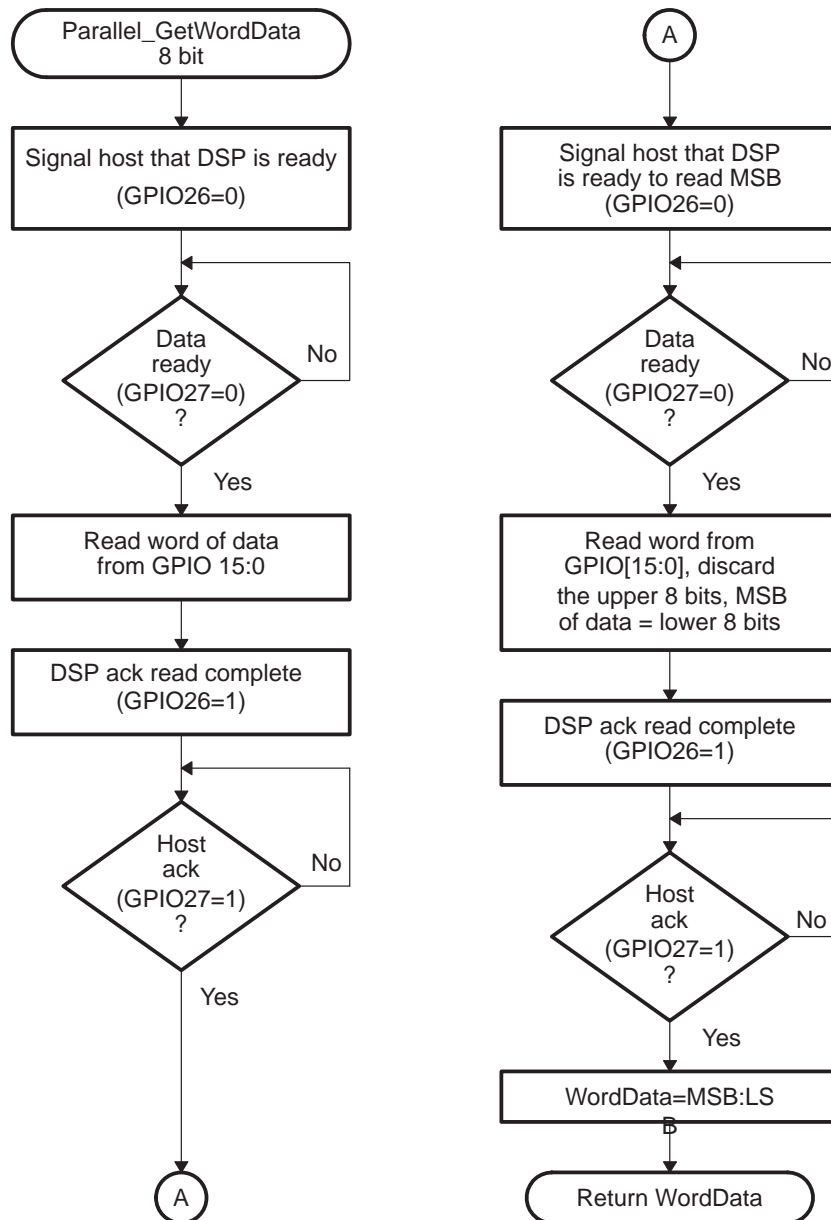 Parallel_GetWordData
8 bit
Signal host that DSP is ready
(GPIO26=0)
Data
ready
(GPIO27=0)
?
No
Yes
Read word of data
from GPIO 15:0
DSP ack read complete
(GPIO26=1)
Host
ack
(GPIO27=1)
?
No
Yes
A
A
Signal host that DSP
is ready to read MSB
(GPIO26=0)
Data
ready
(GPIO27=0)
?
No
Yes
Read word from
GPIO[15:0], discard
the upper 8 bits, MSB
of data = lower 8 bits
DSP ack read complete
(GPIO26=1)
Host
ack
(GPIO27=1)
?
No
Yes
WordData=MSB:LS
B
Return WordData